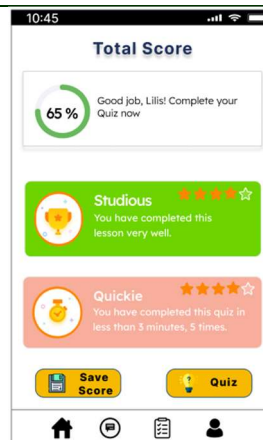 10:45
Total Score
65 %
Good job, Lilis! Complete your
Quiz now
Studious
You have completed this
lesson very well.
Quickie
You have completed this quiz in
less than 3 minutes, 5 times.
Save
Score
Quiz